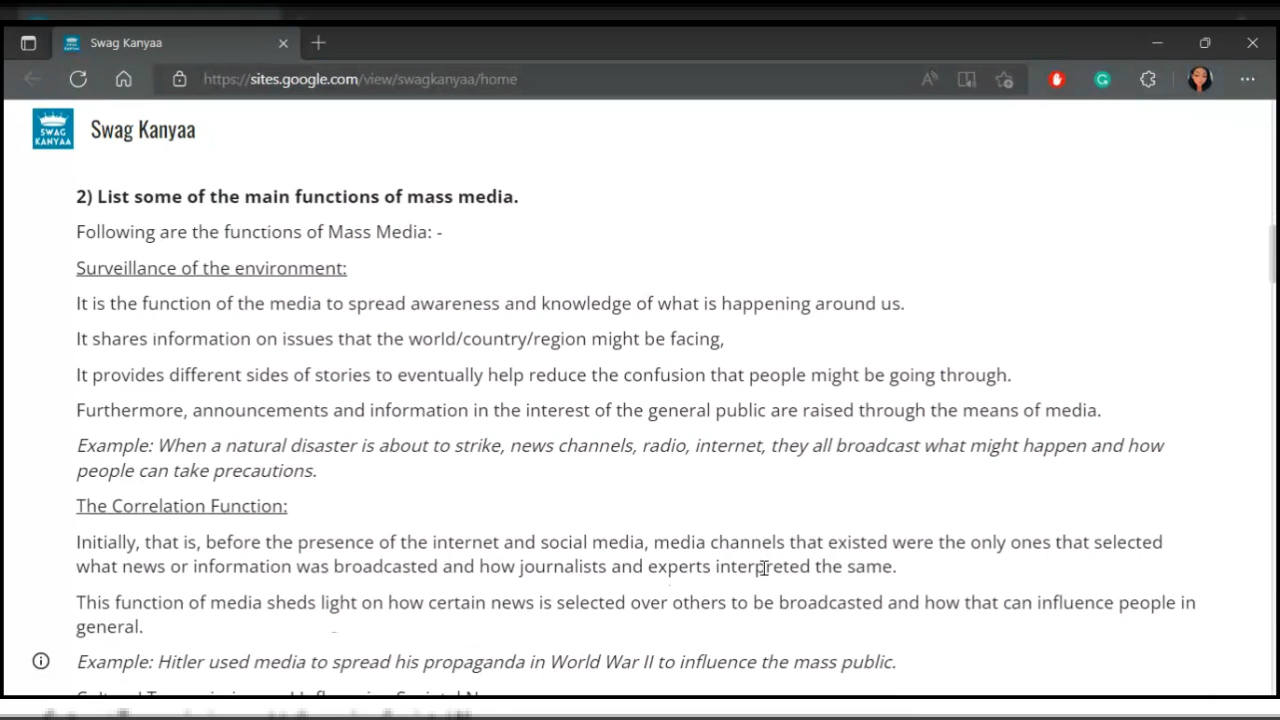 Swag Kanyaa
https://sites.google.com/view/swagkanyaa/home
SWAG
KANYAA
Swag Kanyaa
2) List some of the main functions of mass media.
Following are the functions of Mass Media: -
Surveillance of the environment:
It is the function of the media to spread awareness and knowledge of what is happening around us.
It shares information on issues that the world/country/region might be facing,
It provides different sides of stories to eventually help reduce the confusion that people might be going through.
Furthermore, announcements and information in the interest of the general public are raised through the means of media.
Example: When a natural disaster is about to strike, news channels, radio, internet, they all broadcast what might happen and how
people can take precautions.
The Correlation Function:
Initially, that is, before the presence of the internet and social media, media channels that existed were the only ones that selected
what news or information was broadcasted and how journalists and experts interpreted the same.
This function of media sheds light on how certain news is selected over others to be broadcasted and how that can influence people in
general.
Example: Hitler used media to spread his propaganda in World War II to influence the mass public.